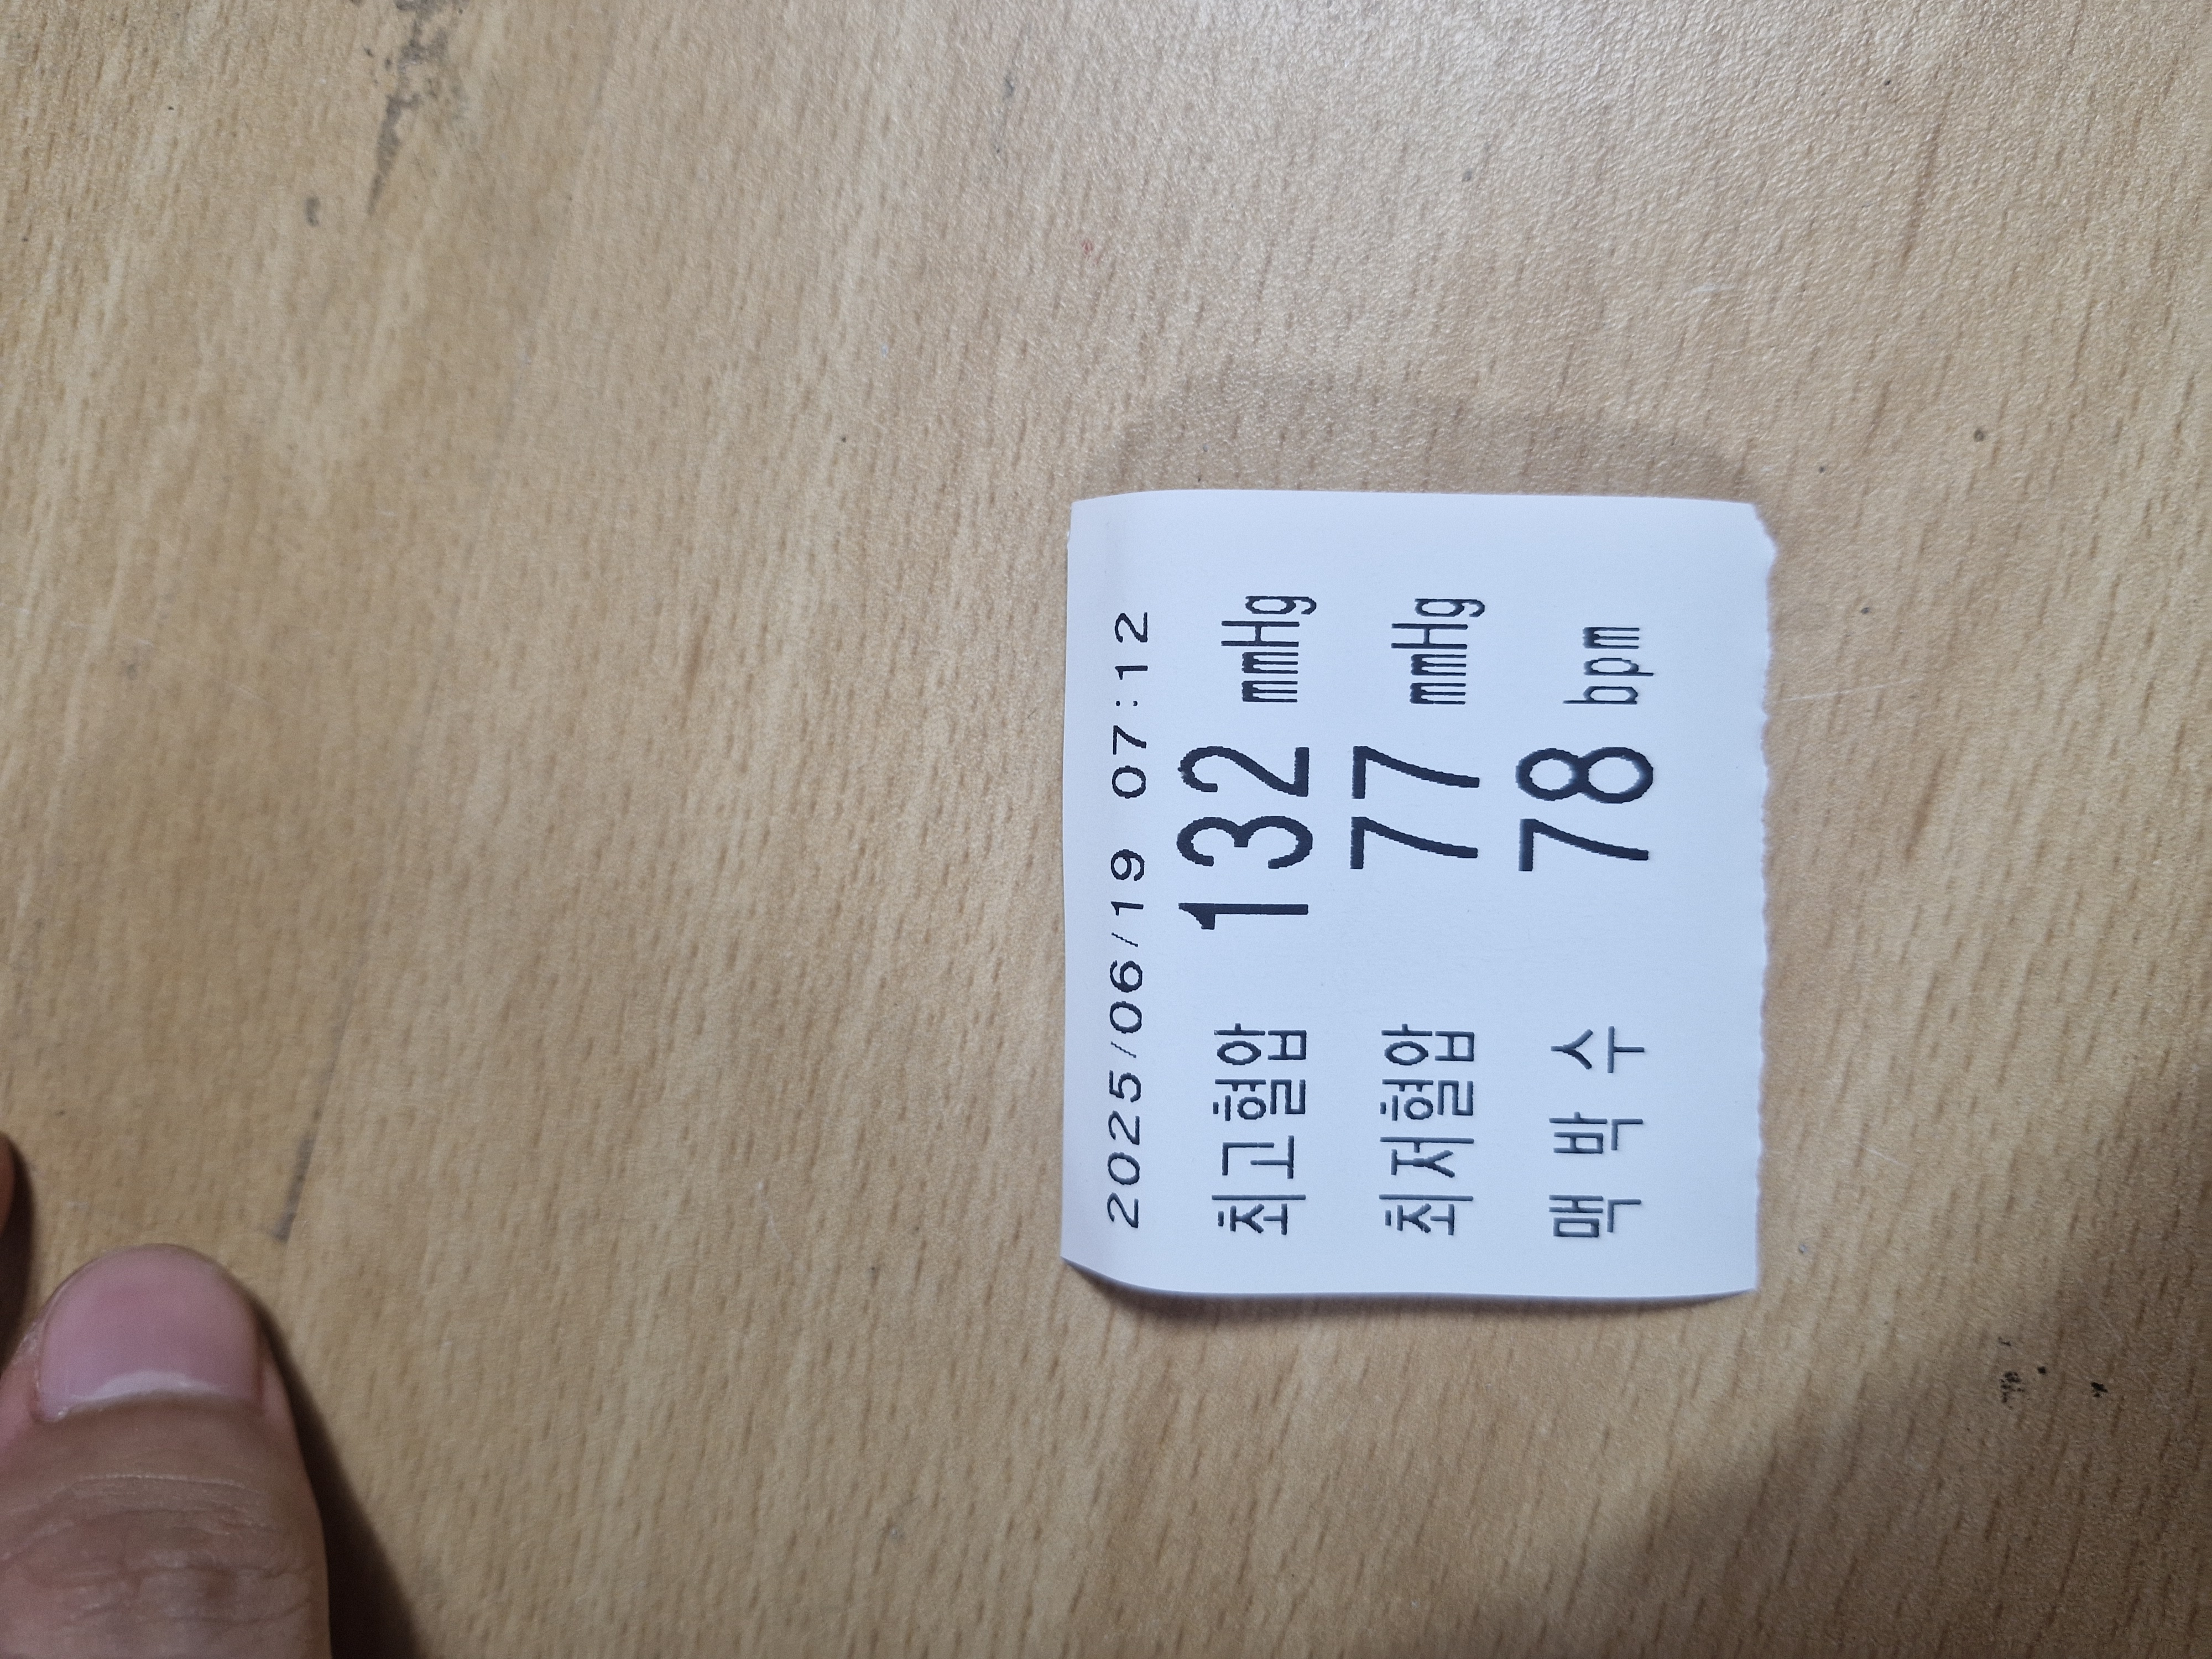 2025/06/19 07:12
최고혈압 132 mmHg
최저혈압 77 mmHg
맥 박 수 78 bpm